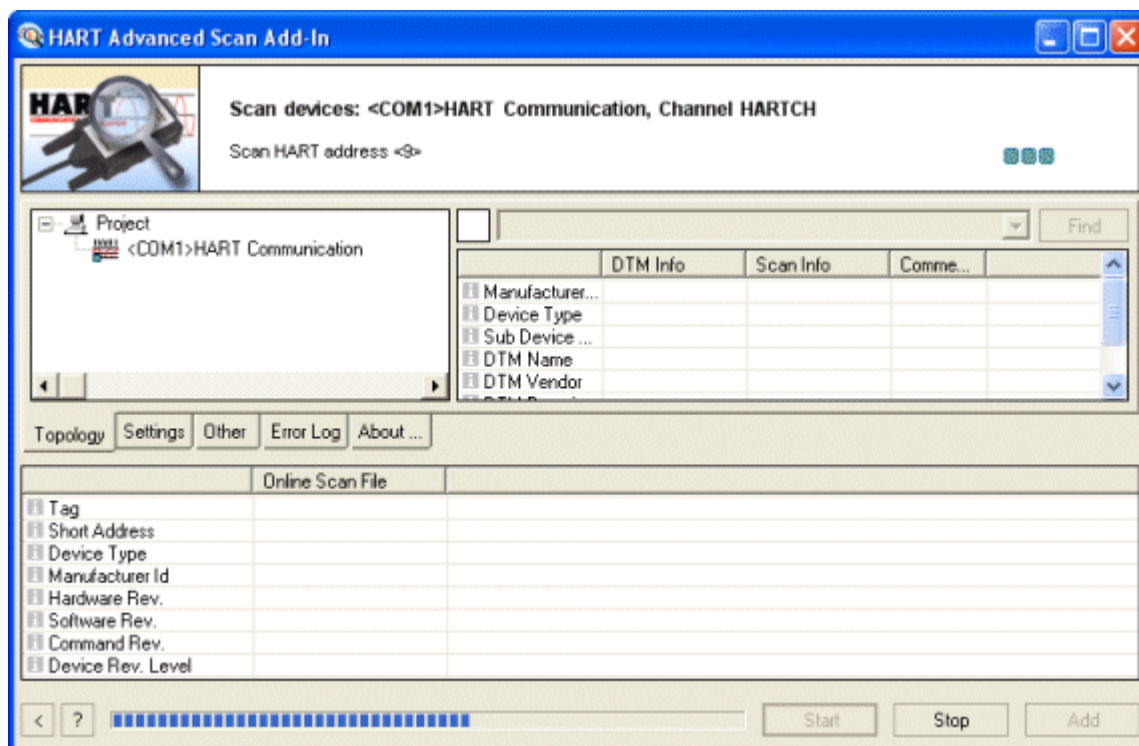 HART Advanced Scan Add-In
HART
Scan devices: <COM1>HART Communication, Channel HARTCH
Scan HART address <9>
Project
<COM1>HART Communication
Find
DTM Info Scan Info Comme...
Manufacturer...
Device Type
Sub Device ...
DTM Name
DTM Vendor
Topology Settings Other Error Log About ...
Online Scan File
Tag
Short Address
Device Type
Manufacturer Id
Hardware Rev.
Software Rev.
Command Rev.
Device Rev. Level
< ? Start Stop Add